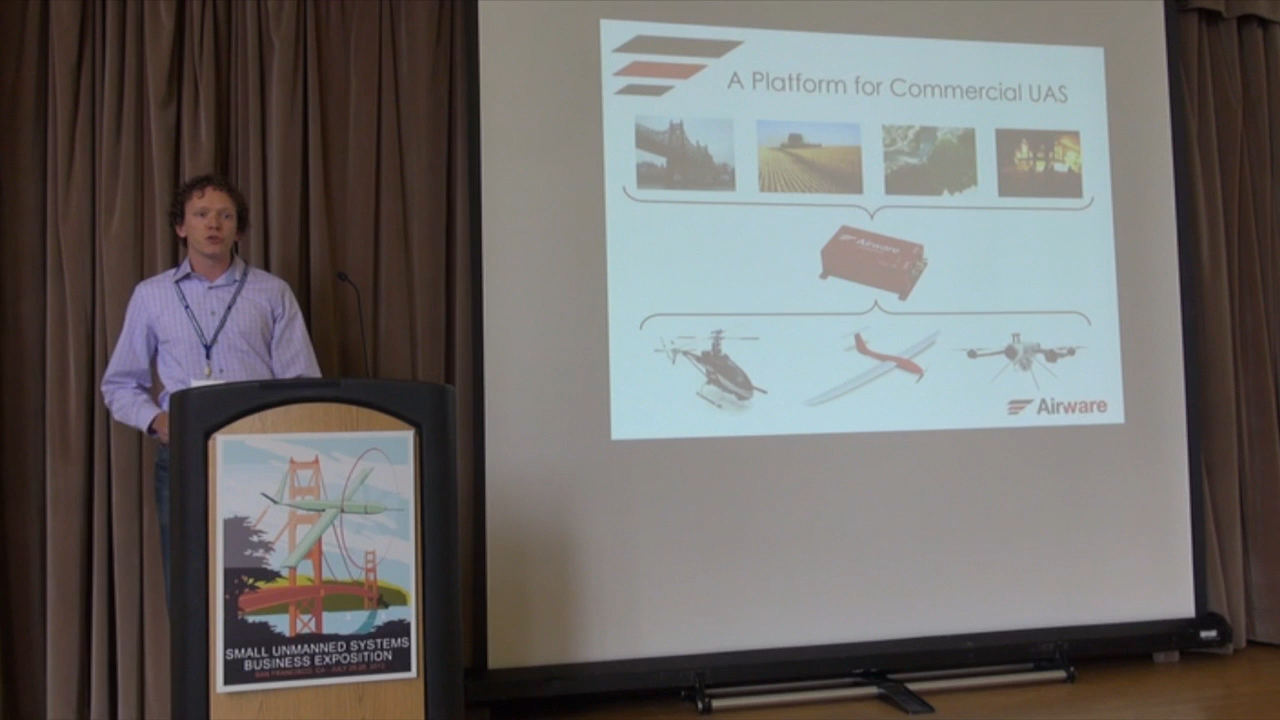 A Platform for Commercial UAS
Airware
Airware
SMALL UNMANNED SYSTEMS
BUSINESS EXPOSITION